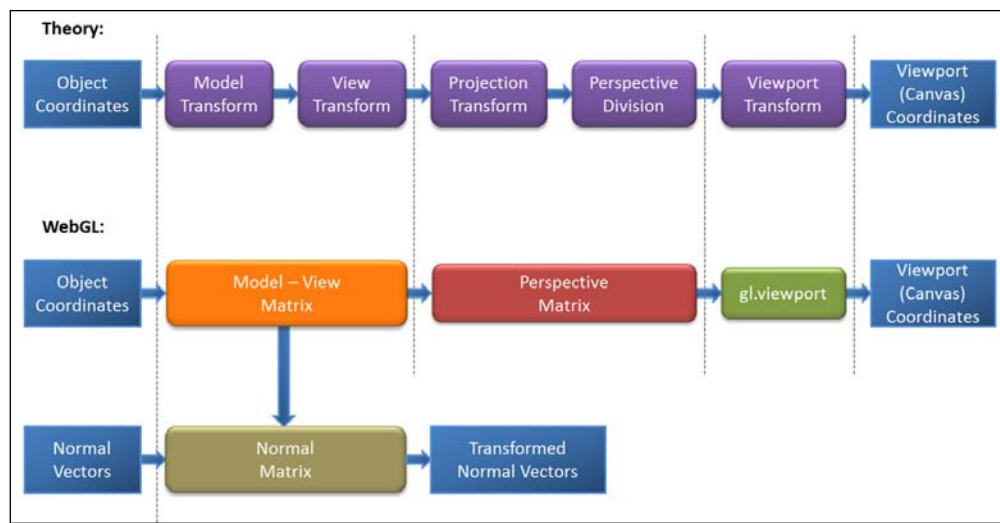 Theory:
Object
Coordinates
Model
Transform
View
Transform
Projection
Transform
Perspective
Division
Viewport
Transform
Viewport
(Canvas)
Coordinates
WebGL:
Object
Coordinates
Model – View
Matrix
Perspective
Matrix
gl.viewport
Viewport
(Canvas)
Coordinates
Normal
Vectors
Normal
Matrix
Transformed
Normal Vectors